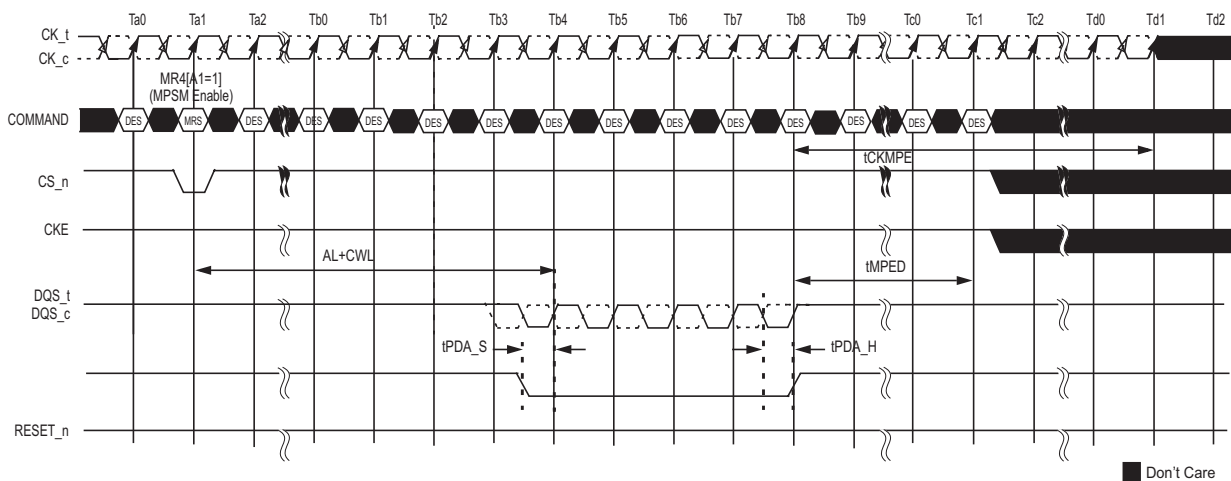 Ta0 Ta1 Ta2 Tb0 Tb1 Tb2 Tb3 Tb4 Tb5 Tb6 Tb7 Tb8 Tb9 Tc0 Tc1 Tc2 Td0 Td1 Td2
CK_t
CK_c
MR4[A1=1]
(MPSM Enable)
COMMAND DES MRS DES DES DES DES DES DES DES DES DES DES DES DES DES
tCKMPE
CS_n
CKE
AL+CWL
tMPED
DQS_t
DQS_c
tPDA_S tPDA_H
RESET_n
Don't Care